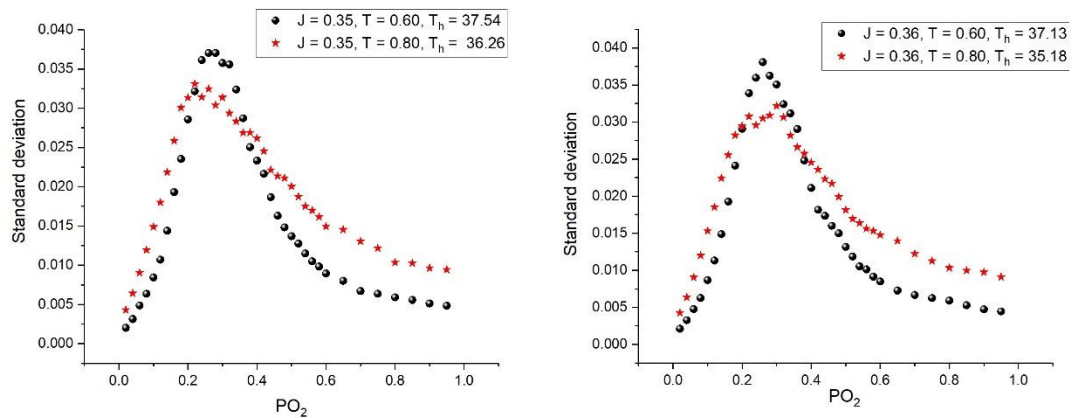 J = 0.35, T = 0.60, Th = 37.54
J = 0.35, T = 0.80, Th = 36.26
0.040
0.035
0.030
0.025
0.020
0.015
0.010
0.005
0.000
Standard deviation
0.0 0.2 0.4 0.6 0.8 1.0
PO2
J = 0.36, T = 0.60, Th = 37.13
J = 0.36, T = 0.80, Th = 35.18
0.040
0.035
0.030
0.025
0.020
0.015
0.010
0.005
0.000
Standard deviation
0.0 0.2 0.4 0.6 0.8 1.0
PO2